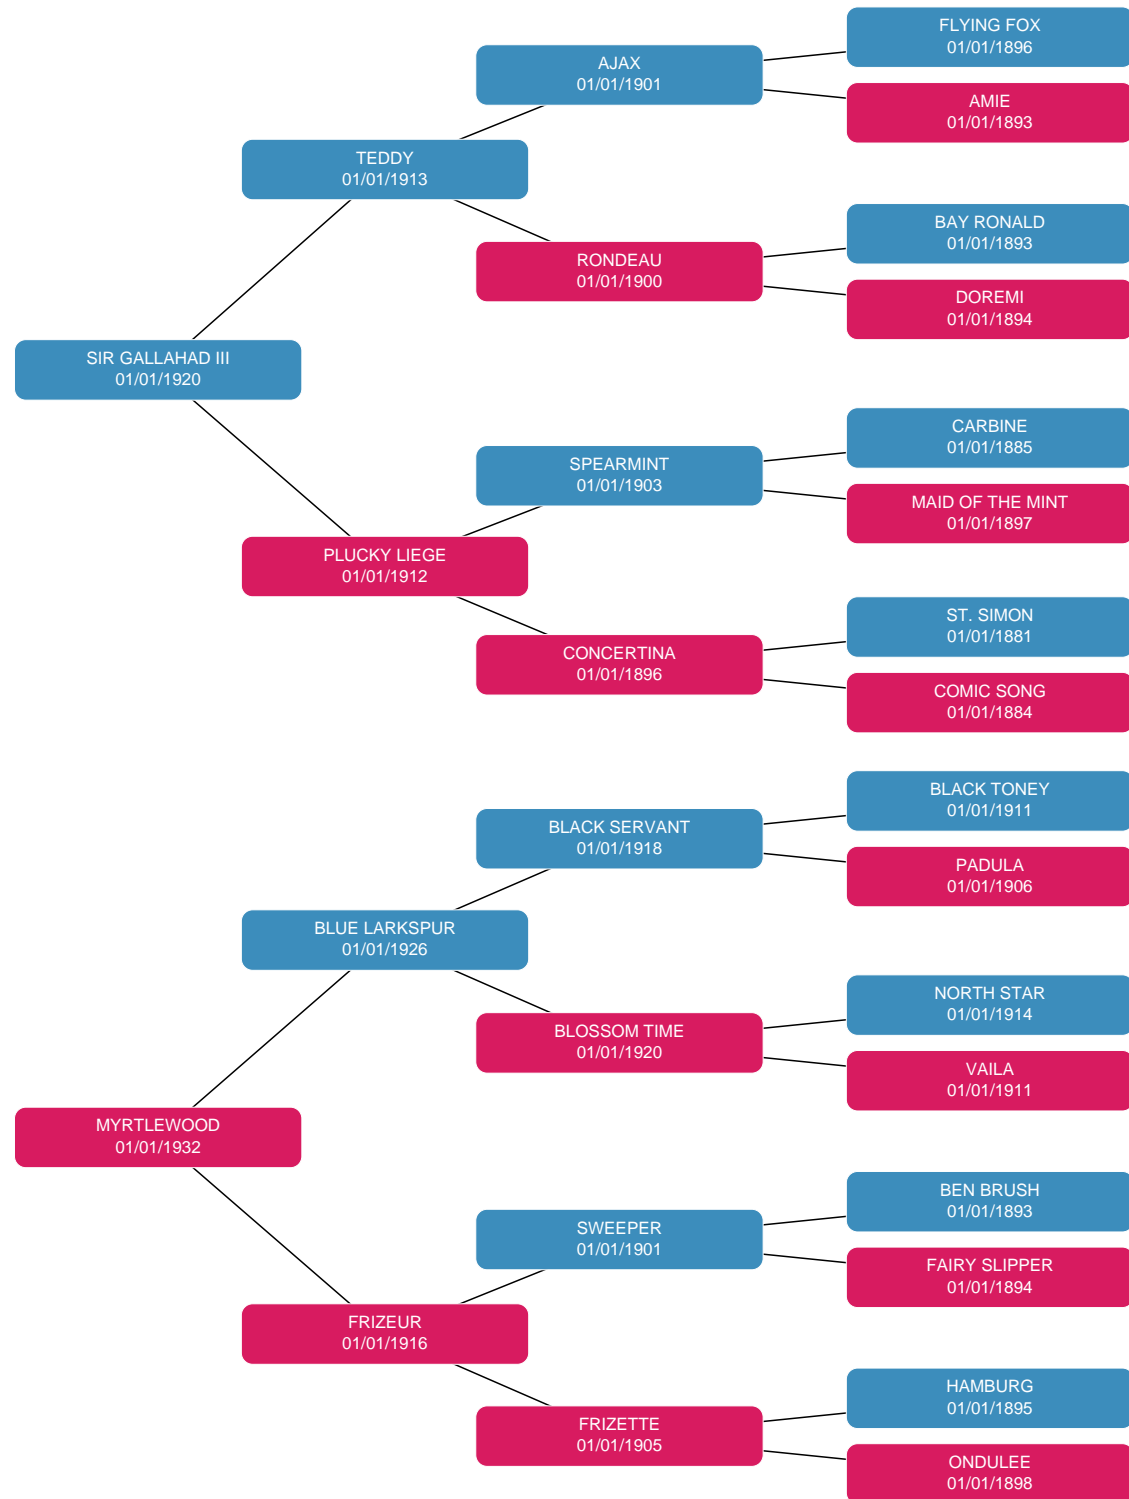 FLYING FOX
01/01/1896
AJAX
01/01/1901
AMIE
01/01/1893
TEDDY
01/01/1913
BAY RONALD
01/01/1893
RONDEAU
01/01/1900
DOREMI
01/01/1894
SIR GALLAHAD III
01/01/1920
CARBINE
01/01/1885
SPEARMINT
01/01/1903
MAID OF THE MINT
01/01/1897
PLUCKY LIEGE
01/01/1912
ST. SIMON
01/01/1881
CONCERTINA
01/01/1896
COMIC SONG
01/01/1884
BLACK TONEY
01/01/1911
BLACK SERVANT
01/01/1918
PADULA
01/01/1906
BLUE LARKSPUR
01/01/1926
NORTH STAR
01/01/1914
BLOSSOM TIME
01/01/1920
VAILA
01/01/1911
MYRTLEWOOD
01/01/1932
BEN BRUSH
01/01/1893
SWEEPER
01/01/1901
FAIRY SLIPPER
01/01/1894
FRIZEUR
01/01/1916
HAMBURG
01/01/1895
FRIZETTE
01/01/1905
ONDULEE
01/01/1898